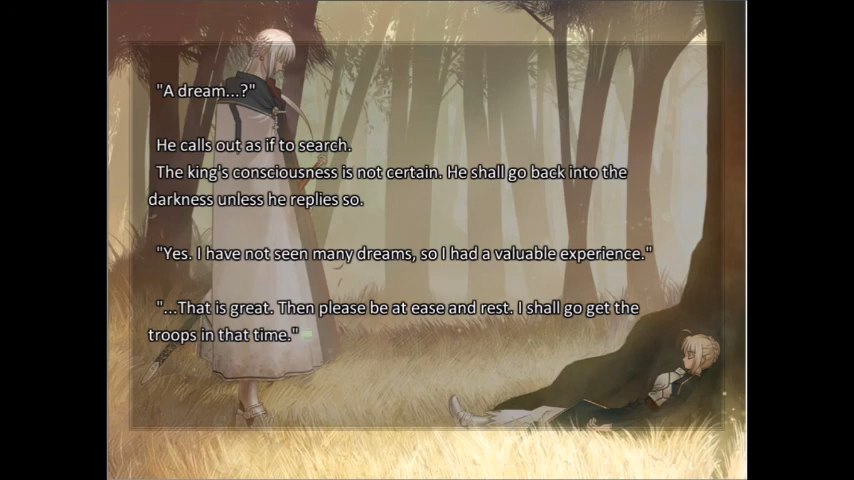 "A dream...?"
He calls out as if to search.
The king's consciousness is not certain. He shall go back into the
darkness unless he replies so.
"Yes. I have not seen many dreams, so I had a valuable experience."
"...That is great. Then please be at ease and rest. I shall go get the
troops in that time."